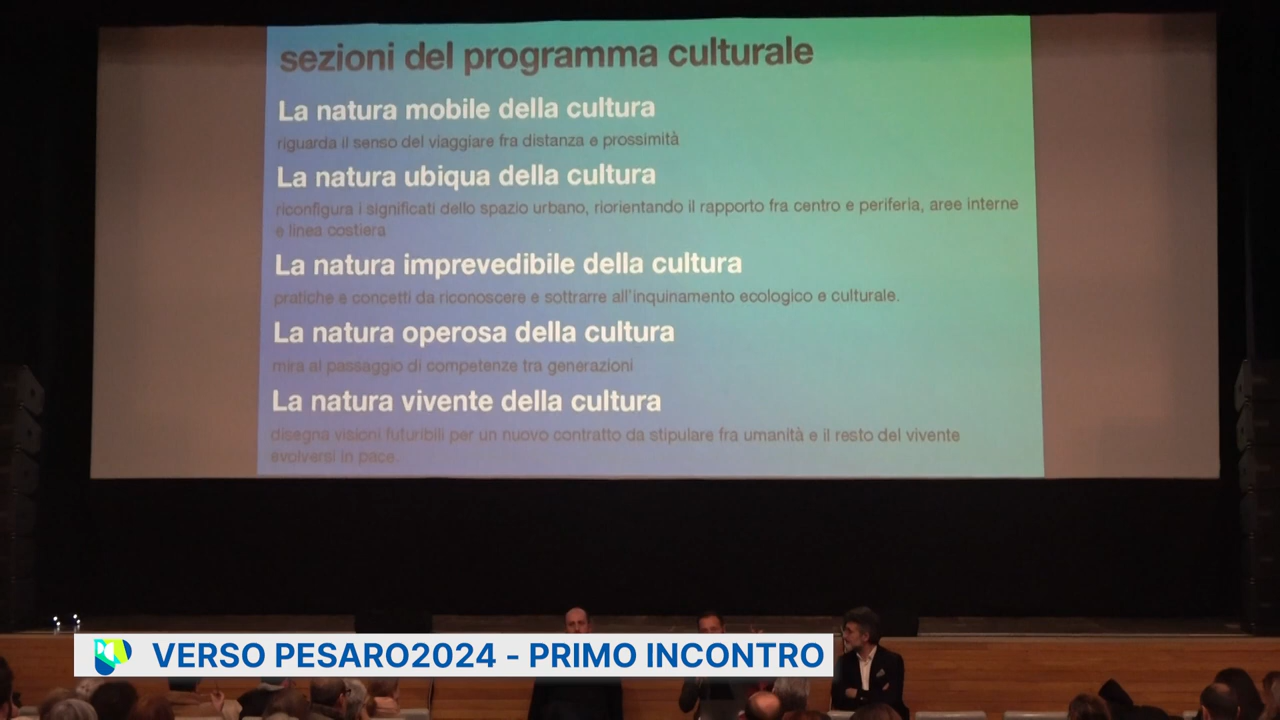 sezioni del programma culturale
La natura mobile della cultura
riguarda il senso del viaggiare fra distanza e prossimità
La natura ubiqua della cultura
riconfigura i significati dello spazio urbano, riorientando il rapporto fra centro e periferia, aree interne
e linea costiera
La natura imprevedibile della cultura
pratiche e concetti da riconoscere e sottrarre all'inquinamento ecologico e culturale.
La natura operosa della cultura
mira al passaggio di competenze tra generazioni
La natura vivente della cultura
disegna visioni futuribili per un nuovo contratto da stipulare fra umanità e il resto del vivente
evolversi in pace.
VERSO PESARO2024 - PRIMO INCONTRO